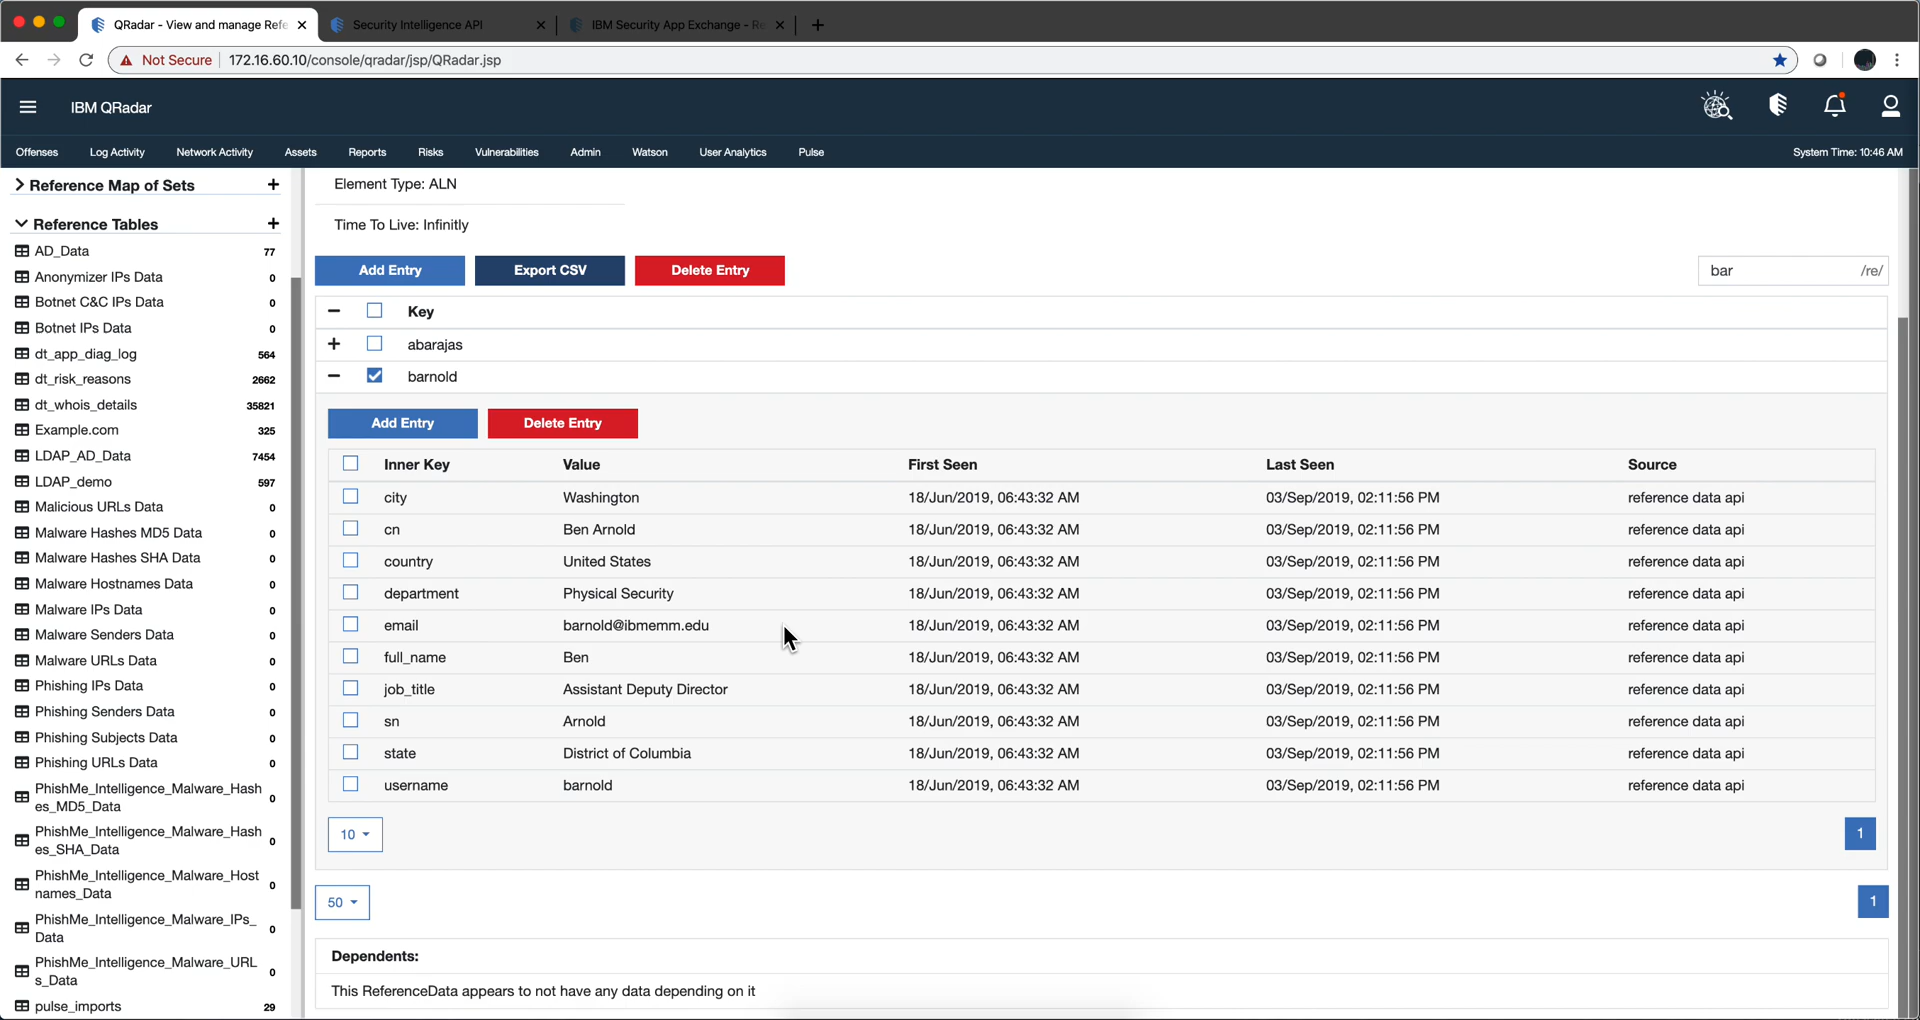 QRadar - View and manage Refe
Security Intelligence API
IBM Security App Exchange - Re
Not Secure
172.16.60.10/console/qradar/jsp/QRadar.jsp
IBM QRadar
Offenses Log Activity Network Activity Assets Reports Risks Vulnerabilities Admin Watson User Analytics Pulse
System Time: 10:46 AM
Reference Map of Sets +
Reference Tables +
AD_Data 77
Anonymizer IPs Data 0
Botnet C&C IPs Data 0
Botnet IPs Data 0
dt_app_diag_log 564
dt_risk_reasons 2662
dt_whois_details 35821
Example.com 325
LDAP_AD_Data 7454
LDAP_demo 597
Malicious URLs Data 0
Malware Hashes MD5 Data 0
Malware Hashes SHA Data 0
Malware Hostnames Data 0
Malware IPs Data 0
Malware Senders Data 0
Malware URLs Data 0
Phishing IPs Data 0
Phishing Senders Data 0
Phishing Subjects Data 0
Phishing URLs Data 0
PhishMe_Intelligence_Malware_Hash
es_MD5_Data 0
PhishMe_Intelligence_Malware_Hash
es_SHA_Data 0
PhishMe_Intelligence_Malware_Host
names_Data 0
PhishMe_Intelligence_Malware_IPs_
Data 0
PhishMe_Intelligence_Malware_URL
s_Data 0
pulse_imports 29
Element Type: ALN
Time To Live: Infinitly
Add Entry Export CSV Delete Entry
bar /re/
Key
abarajas
barnold
Add Entry Delete Entry
Inner Key Value First Seen Last Seen Source
city Washington 18/Jun/2019, 06:43:32 AM 03/Sep/2019, 02:11:56 PM reference data api
cn Ben Arnold 18/Jun/2019, 06:43:32 AM 03/Sep/2019, 02:11:56 PM reference data api
country United States 18/Jun/2019, 06:43:32 AM 03/Sep/2019, 02:11:56 PM reference data api
department Physical Security 18/Jun/2019, 06:43:32 AM 03/Sep/2019, 02:11:56 PM reference data api
email barnold@ibmemm.edu 18/Jun/2019, 06:43:32 AM 03/Sep/2019, 02:11:56 PM reference data api
full_name Ben 18/Jun/2019, 06:43:32 AM 03/Sep/2019, 02:11:56 PM reference data api
job_title Assistant Deputy Director 18/Jun/2019, 06:43:32 AM 03/Sep/2019, 02:11:56 PM reference data api
sn Arnold 18/Jun/2019, 06:43:32 AM 03/Sep/2019, 02:11:56 PM reference data api
state District of Columbia 18/Jun/2019, 06:43:32 AM 03/Sep/2019, 02:11:56 PM reference data api
username barnold 18/Jun/2019, 06:43:32 AM 03/Sep/2019, 02:11:56 PM reference data api
10 1
50 1
Dependents:
This ReferenceData appears to not have any data depending on it